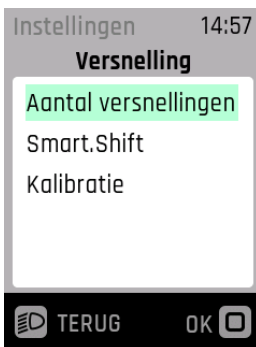 Instellingen 14:57
Versnelling
Aantal versnellingen
Smart.Shift
Kalibratie
TERUG OK